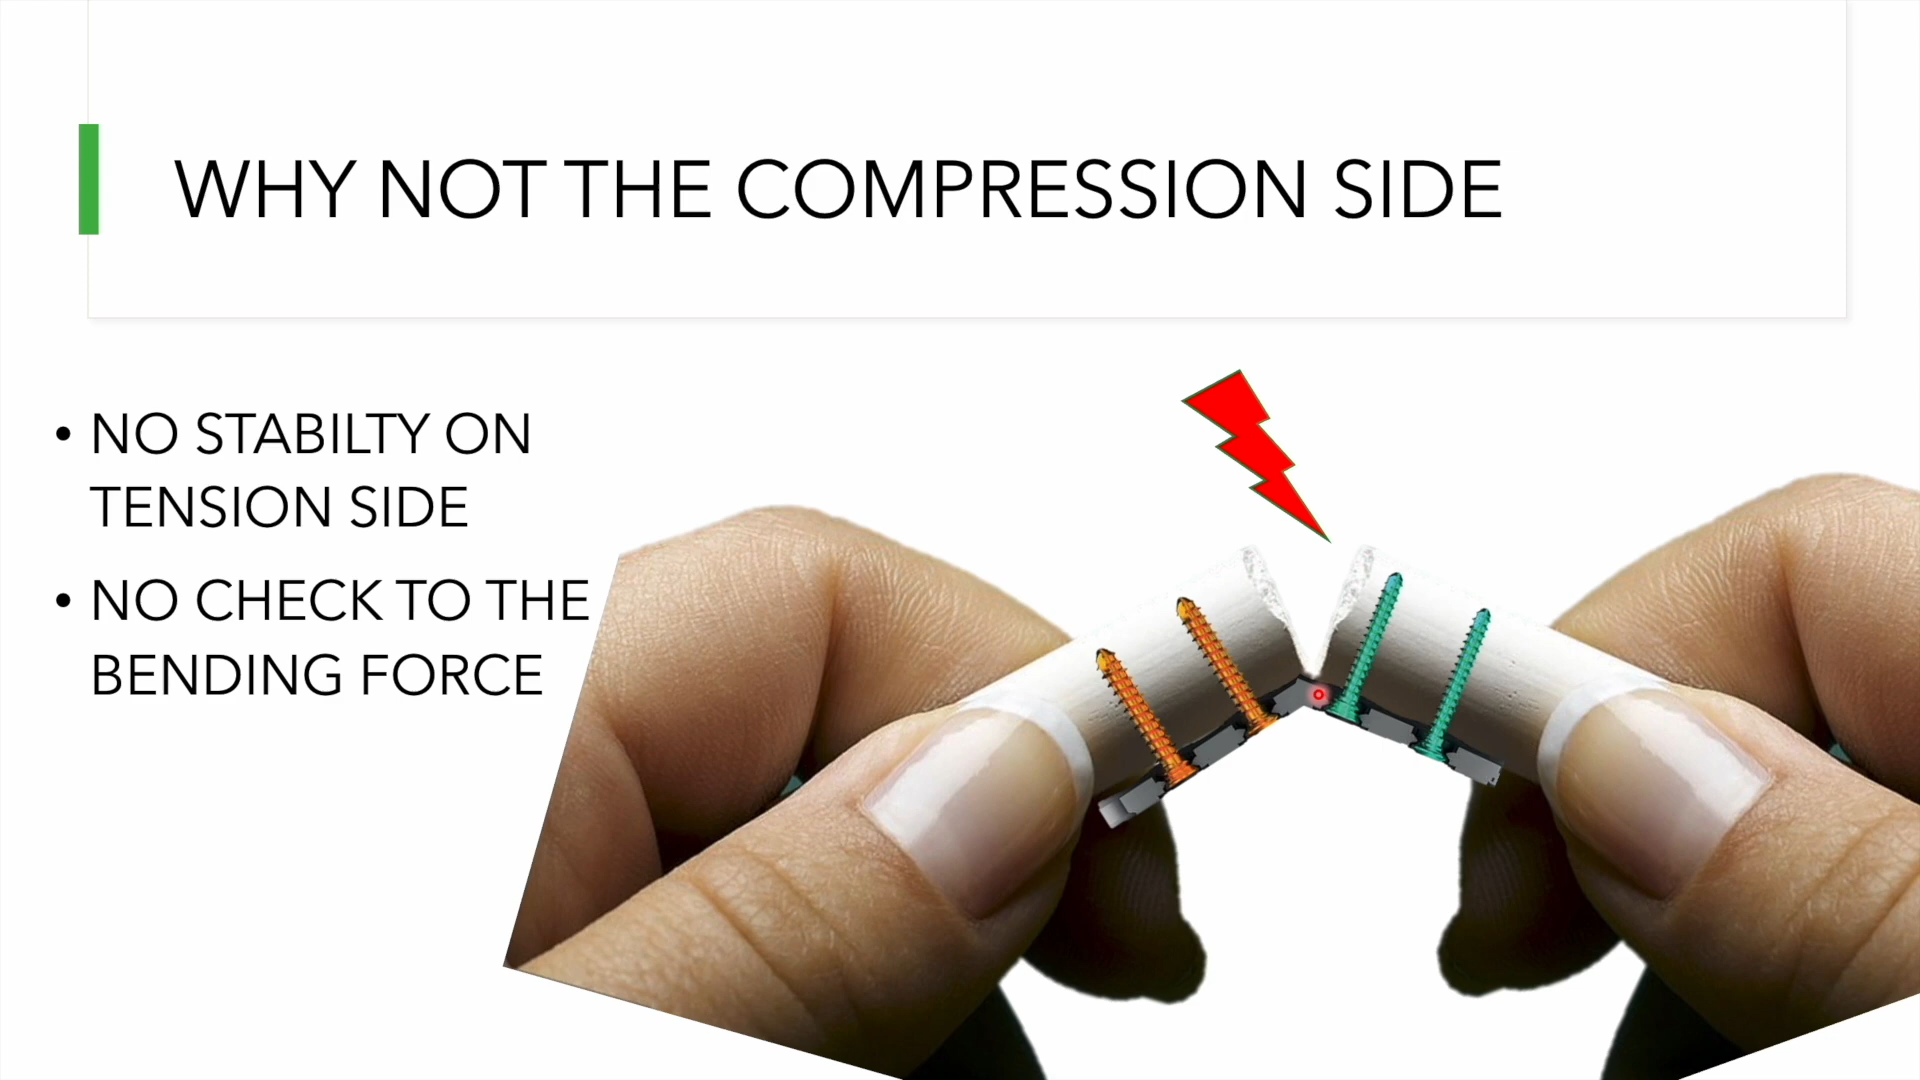 WHY NOT THE COMPRESSION SIDE
• NO STABILTY ON
TENSION SIDE
• NO CHECK TO THE
BENDING FORCE